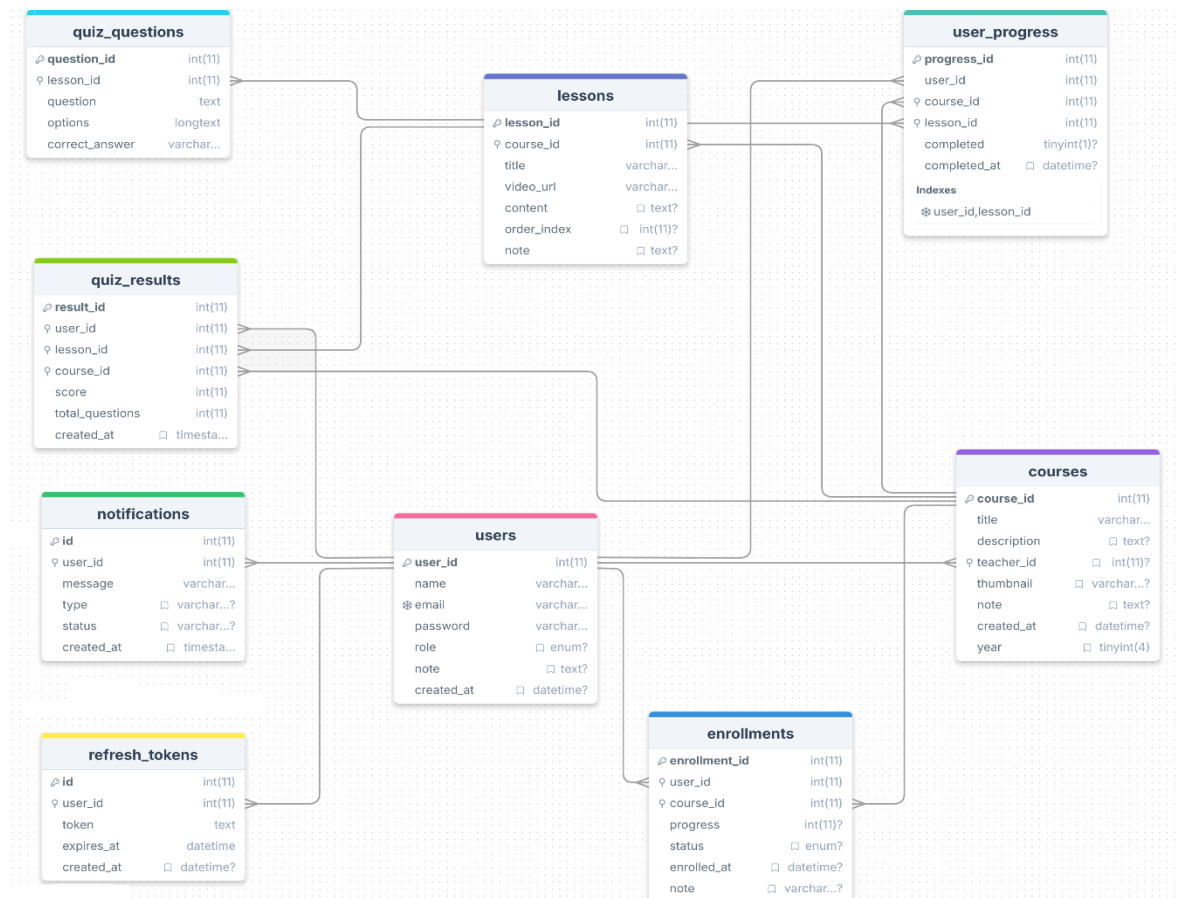 quiz_questions
question_id int(11)
lesson_id int(11)
question text
options longtext
correct_answer varchar...
lessons
lesson_id int(11)
course_id int(11)
title varchar...
video_url varchar...
content text?
order_index int(11)?
note text?
user_progress
progress_id int(11)
user_id int(11)
course_id int(11)
lesson_id int(11)
completed tinyint(1)?
completed_at datetime?
Indexes
user_id,lesson_id
quiz_results
result_id int(11)
user_id int(11)
lesson_id int(11)
course_id int(11)
score int(11)
total_questions int(11)
created_at timesta...
notifications
id int(11)
user_id int(11)
message varchar...
type varchar...?
status varchar...?
created_at timesta...
users
user_id int(11)
name varchar...
email varchar...
password varchar...
role enum?
note text?
created_at datetime?
courses
course_id int(11)
title varchar...
description text?
teacher_id int(11)?
thumbnail varchar...?
note text?
created_at datetime?
year tinyint(4)
refresh_tokens
id int(11)
user_id int(11)
token text
expires_at datetime
created_at datetime?
enrollments
enrollment_id int(11)
user_id int(11)
course_id int(11)
progress int(11)?
status enum?
enrolled_at datetime?
note varchar...?